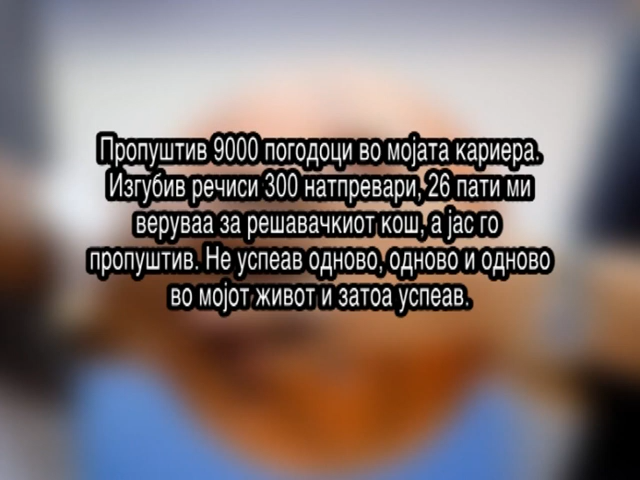 Пропуштив 9000 погодоци во мојата кариера.
Изгубив речиси 300 натпревари, 26 пати ми
веруваа за решавачкиот кош, а јас го
пропуштив. Не успеав одново, одново и одново
во мојот живот и затоа успеав.